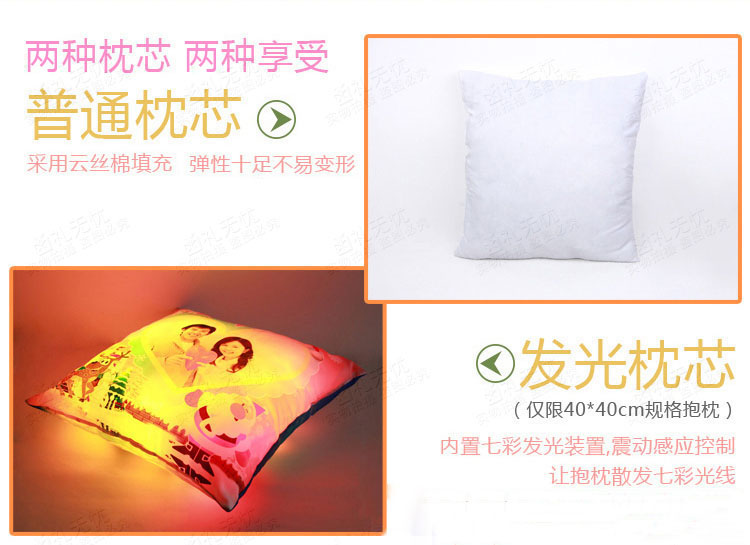 两种枕芯 两种享受
普通枕芯
采用云丝棉填充 弹性十足不易变形
发光枕芯
（仅限40*40cm规格抱枕）
内置七彩发光装置,震动感应控制
让抱枕散发七彩光线